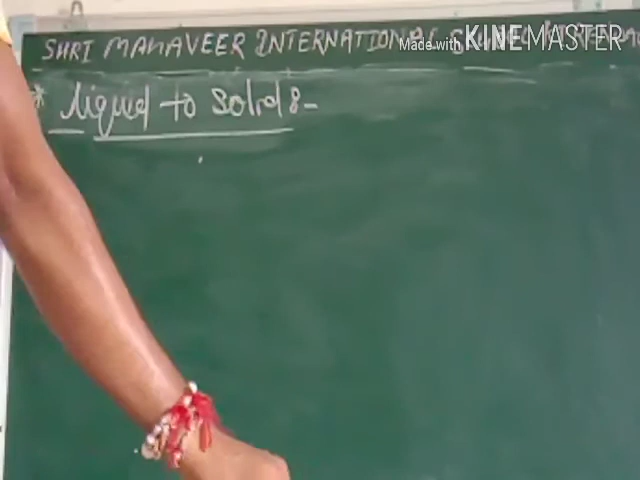 SHRI MAHAVEER INTERNATIONAL
Made with KINEMASTER
* liquid to solid :-